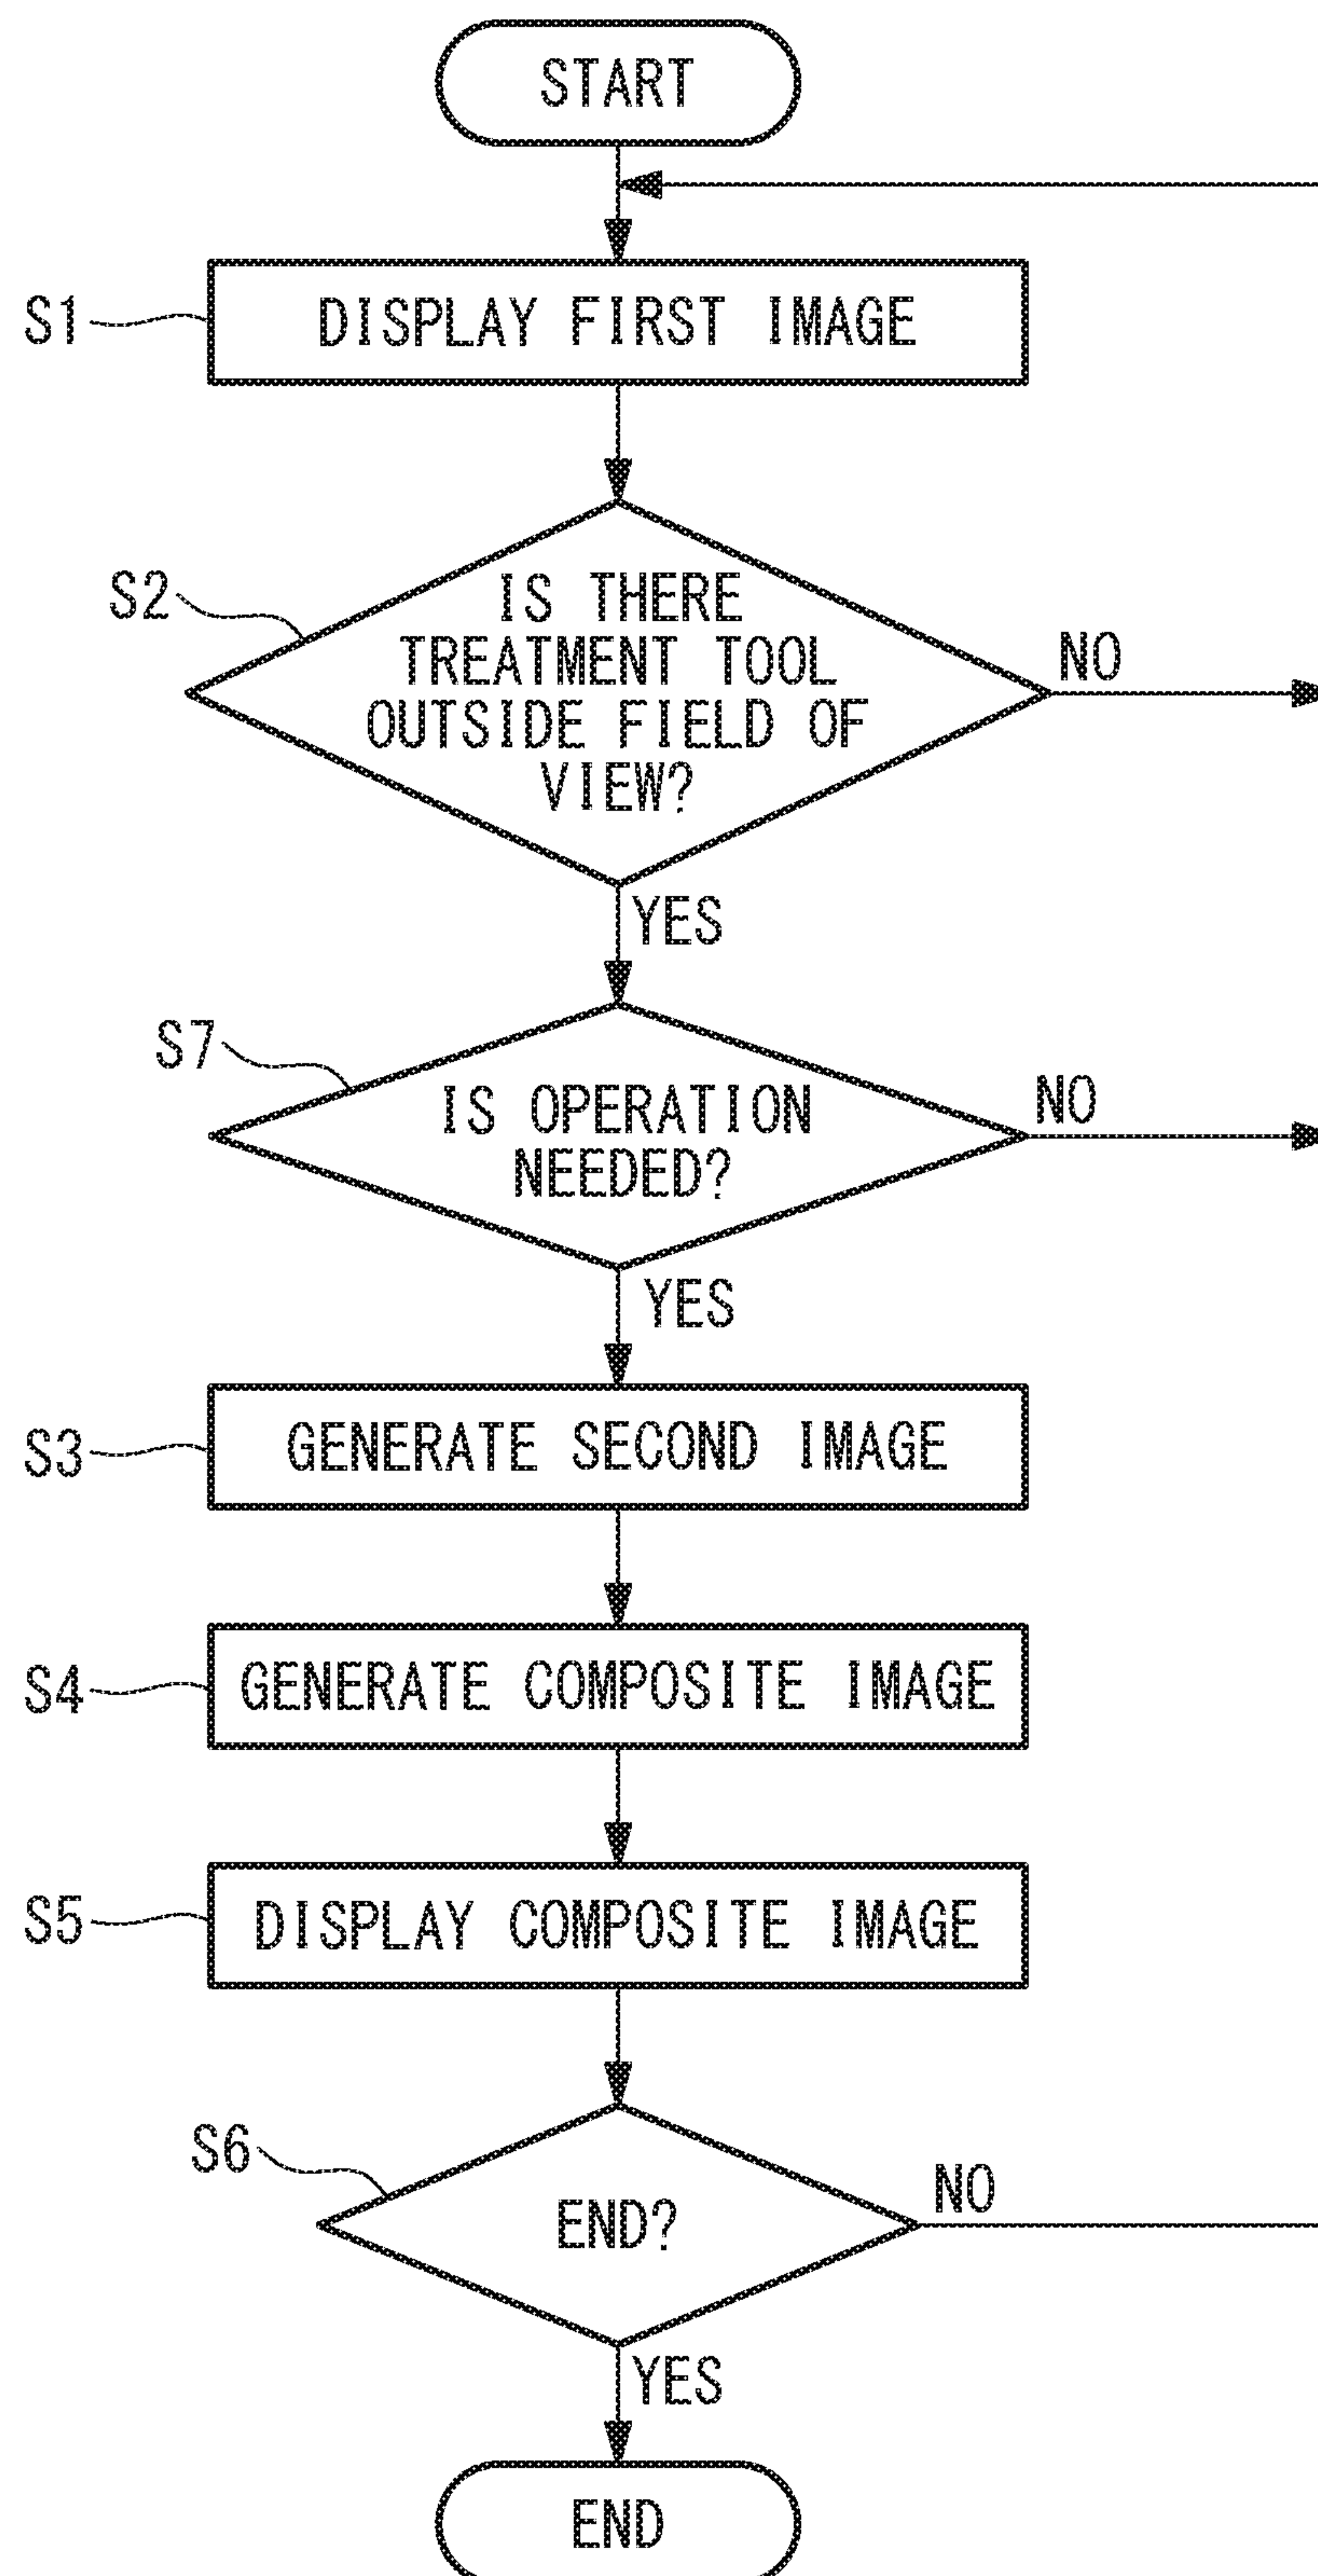 START
S1
DISPLAY FIRST IMAGE
S2
IS THERE
TREATMENT TOOL
OUTSIDE FIELD OF
VIEW?
NO
YES
S7
IS OPERATION
NEEDED?
NO
YES
S3
GENERATE SECOND IMAGE
S4
GENERATE COMPOSITE IMAGE
S5
DISPLAY COMPOSITE IMAGE
S6
END?
NO
YES
END